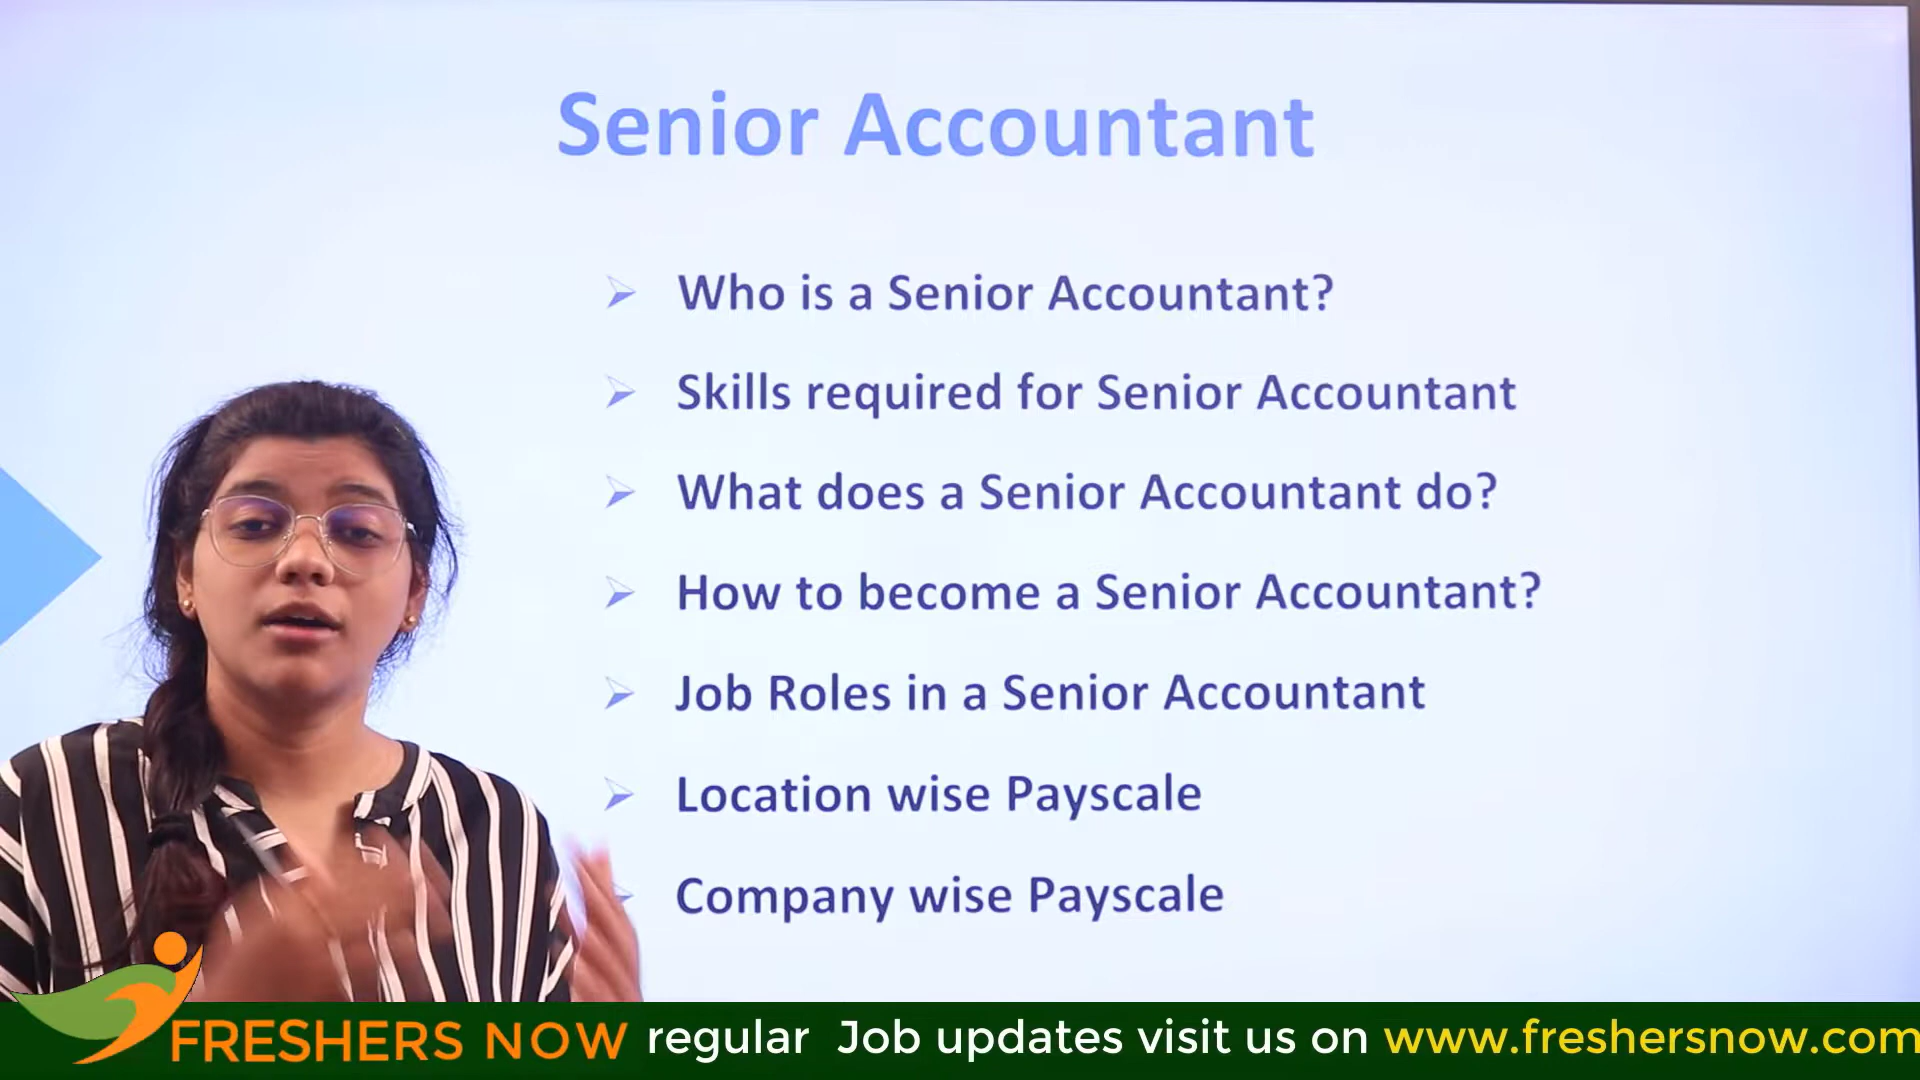 Senior Accountant
Who is a Senior Accountant?
Skills required for Senior Accountant
What does a Senior Accountant do?
How to become a Senior Accountant?
Job Roles in a Senior Accountant
Location wise Payscale
Company wise Payscale
FRESHERS NOW regular Job updates visit us on www.freshersnow.com